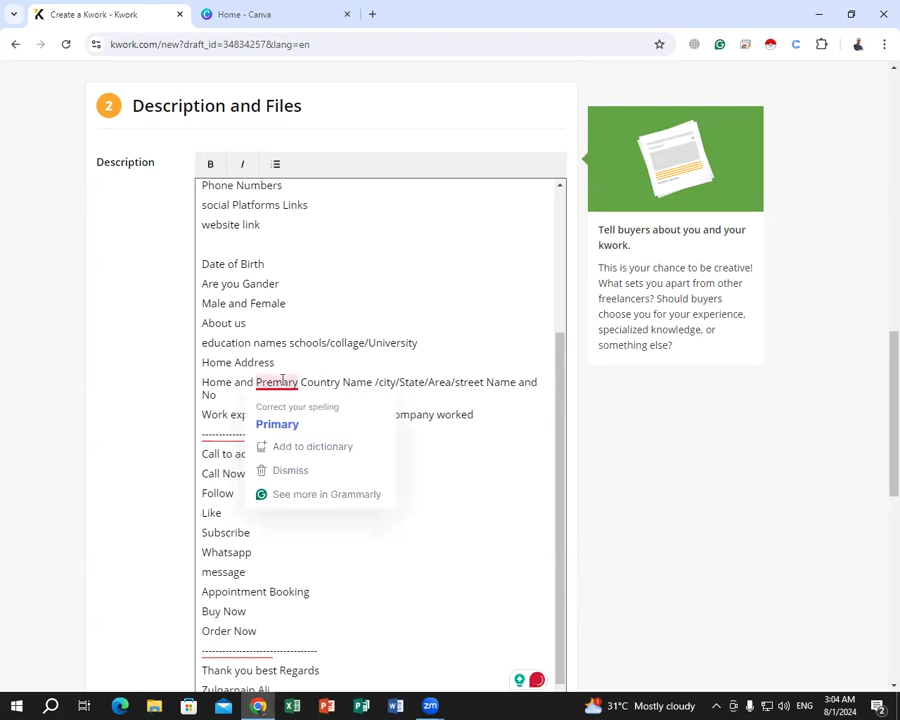 Create a Kwork - Kwork
Home - Canva
kwork.com/new?draft_id=34834257&lang=en
2 Description and Files
Description
B I
Phone Numbers
social Platforms Links
website link
Date of Birth
Are you Gander
Male and Female
About us
education names schools/collage/University
Home Address
Home and Premary Country Name /city/State/Area/street Name and
No
Work exp
ompany worked
Correct your spelling
Primary
Add to dictionary
Dismiss
See more in Grammarly
Call to ac
Call Now
Follow
Like
Subscribe
Whatsapp
message
Appointment Booking
Buy Now
Order Now
---------------------------------
Thank you best Regards
Zulqarnain Ali
Tell buyers about you and your
kwork.
This is your chance to be creative!
What sets you apart from other
freelancers? Should buyers
choose you for your experience,
specialized knowledge, or
something else?
31°C Mostly cloudy
ENG
3:04 AM
8/1/2024
2